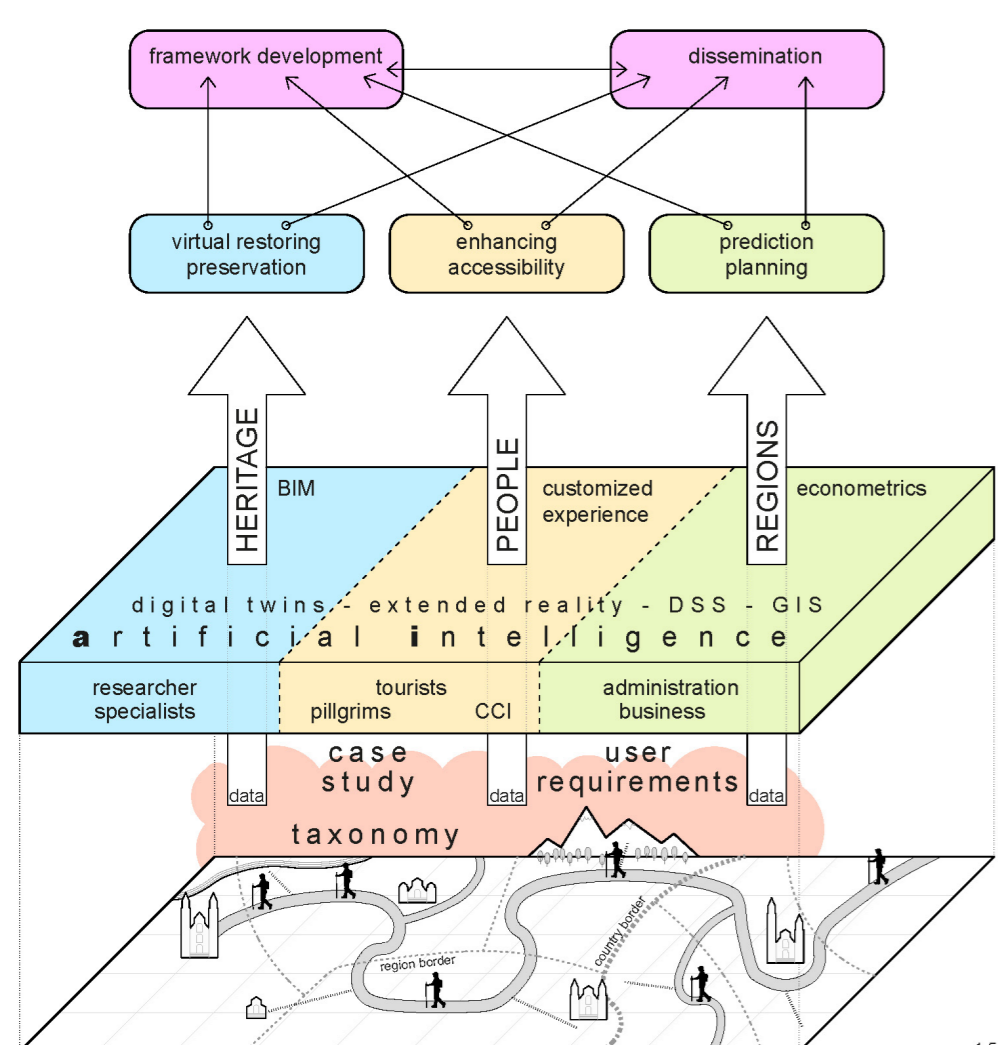 framework development
dissemination
virtual restoring
preservation
enhancing
accessibility
prediction
planning
HERITAGE
PEOPLE
REGIONS
BIM
customized
experience
econometrics
digital twins - extended reality - DSS - GIS
artificial intelligence
researcher
specialists
tourists
pillgrims
CCI
administration
business
case
study
user
requirements
data
data
data
taxonomy
region border
country border